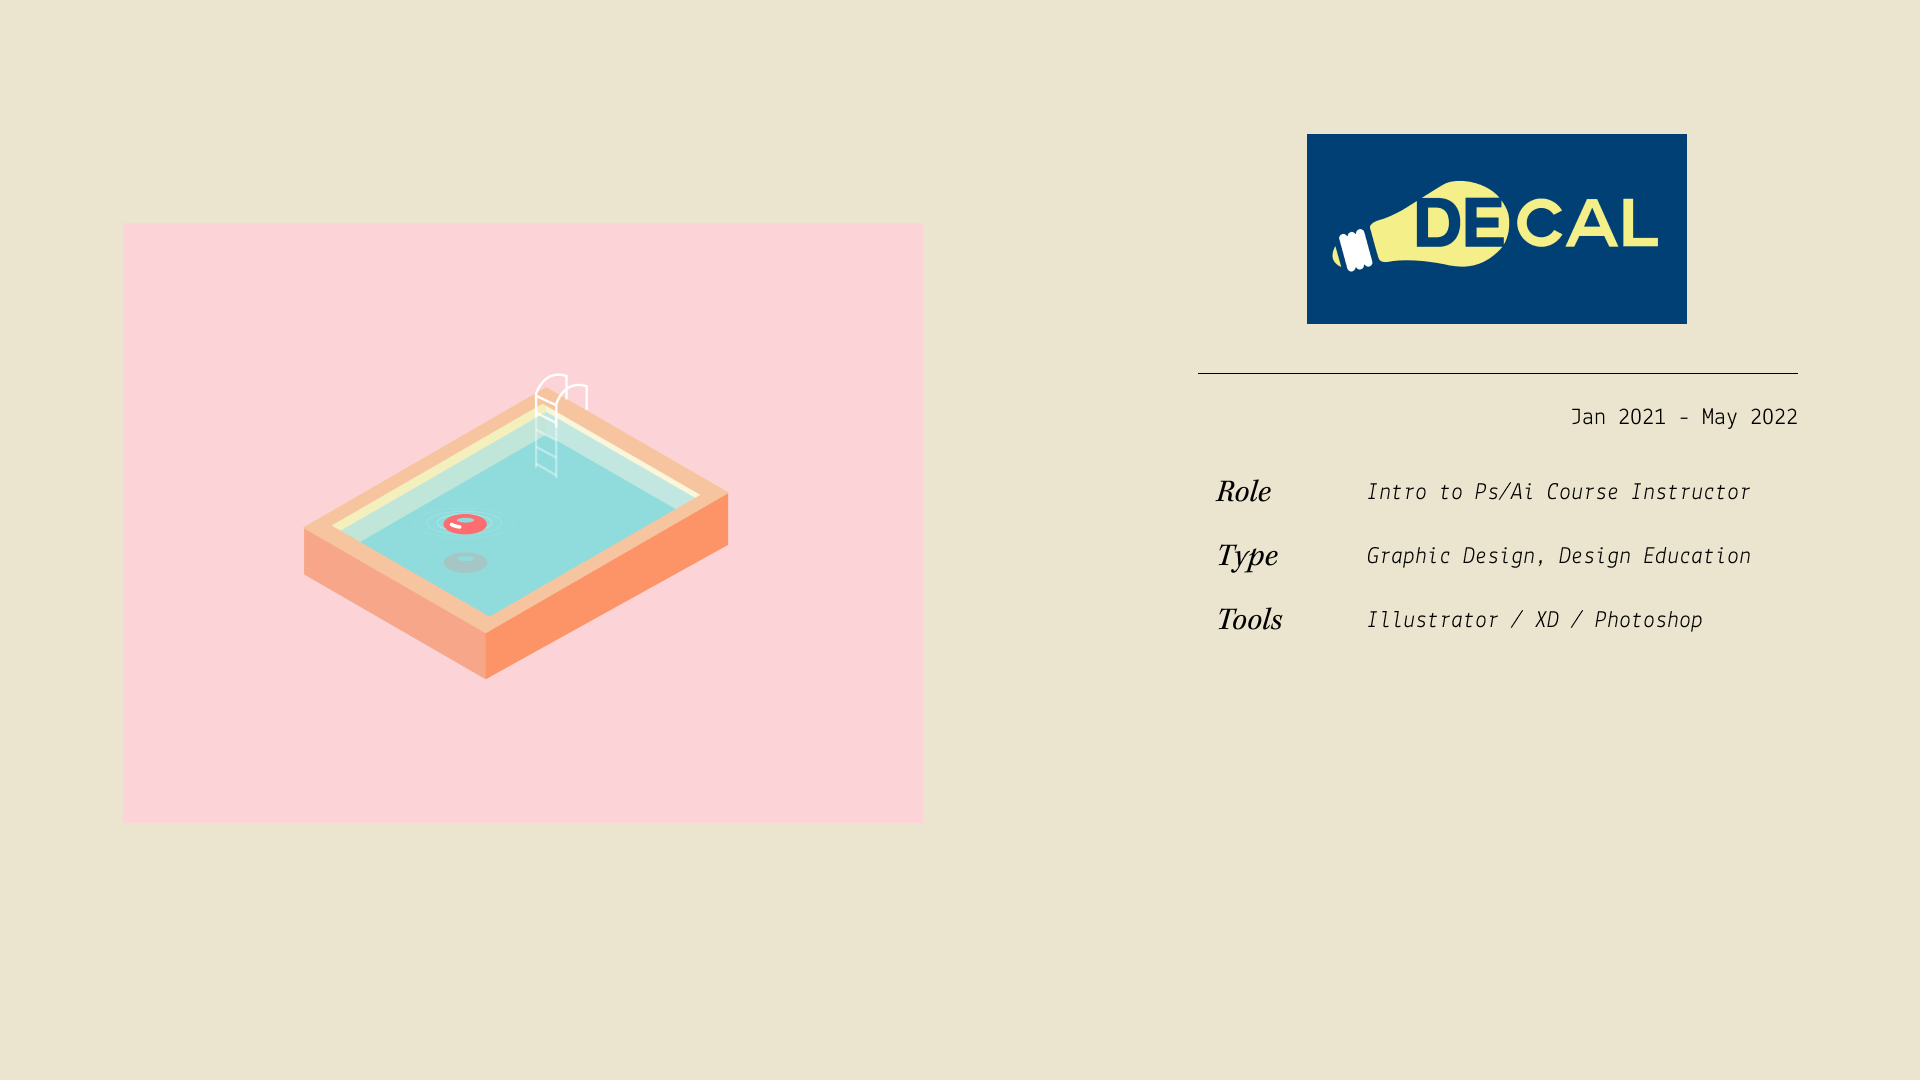 DECAL
Jan 2021 - May 2022
Role Intro to Ps/Ai Course Instructor
Type Graphic Design, Design Education
Tools Illustrator / XD / Photoshop